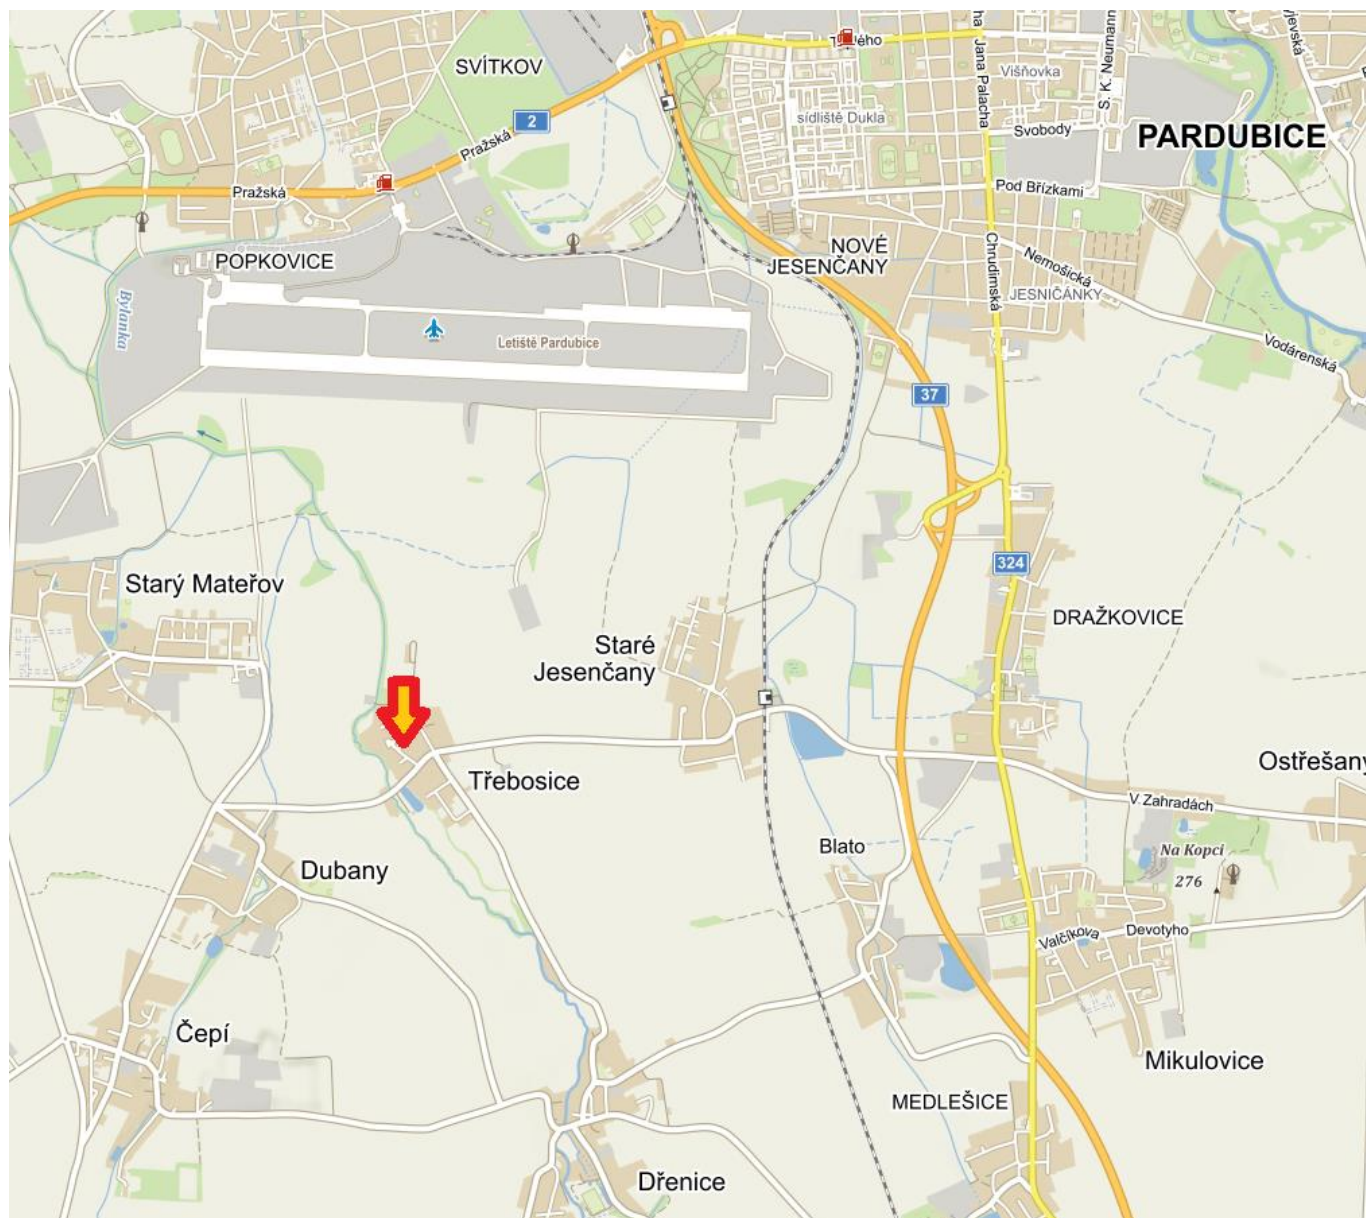 SVÍTKOV
2
Pražská
Pražská
Jana Palacha
S. K. Neumann
Višňovka
sídliště Dukla
Svobody
PARDUBICE
Pod Břízkami
POPKOVICE
NOVÉ
JESENČANY
Chrudimská
Nemošická
JESNIČÁNKY
Bylanka
Letiště Pardubice
Vodárenská
37
324
Starý Mateřov
DRAŽKOVICE
Staré
Jesenčany
Třebosice
Ostřešany
V Zahradách
Blato
Na Kopci
276
Dubany
Valčíkova
Devotyho
Čepí
Mikulovice
MEDLEŠICE
Dřenice